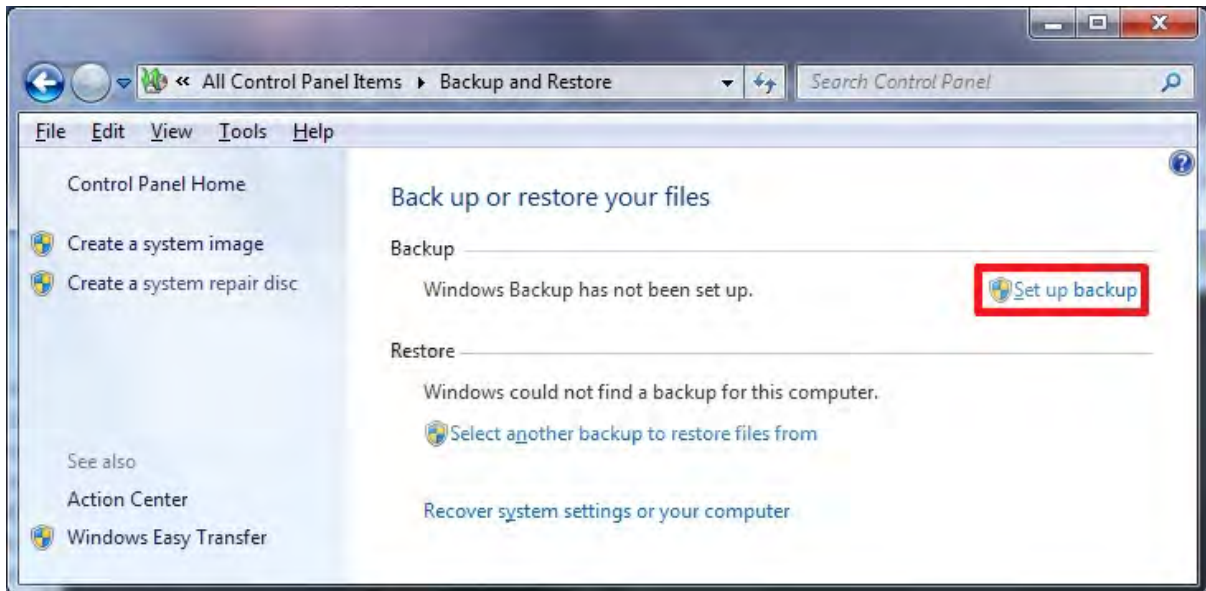 « All Control Panel Items ▸ Backup and Restore
Search Control Panel
File Edit View Tools Help
Control Panel Home
Create a system image
Create a system repair disc
See also
Action Center
Windows Easy Transfer
Back up or restore your files
Backup
Windows Backup has not been set up.
Set up backup
Restore
Windows could not find a backup for this computer.
Select another backup to restore files from
Recover system settings or your computer